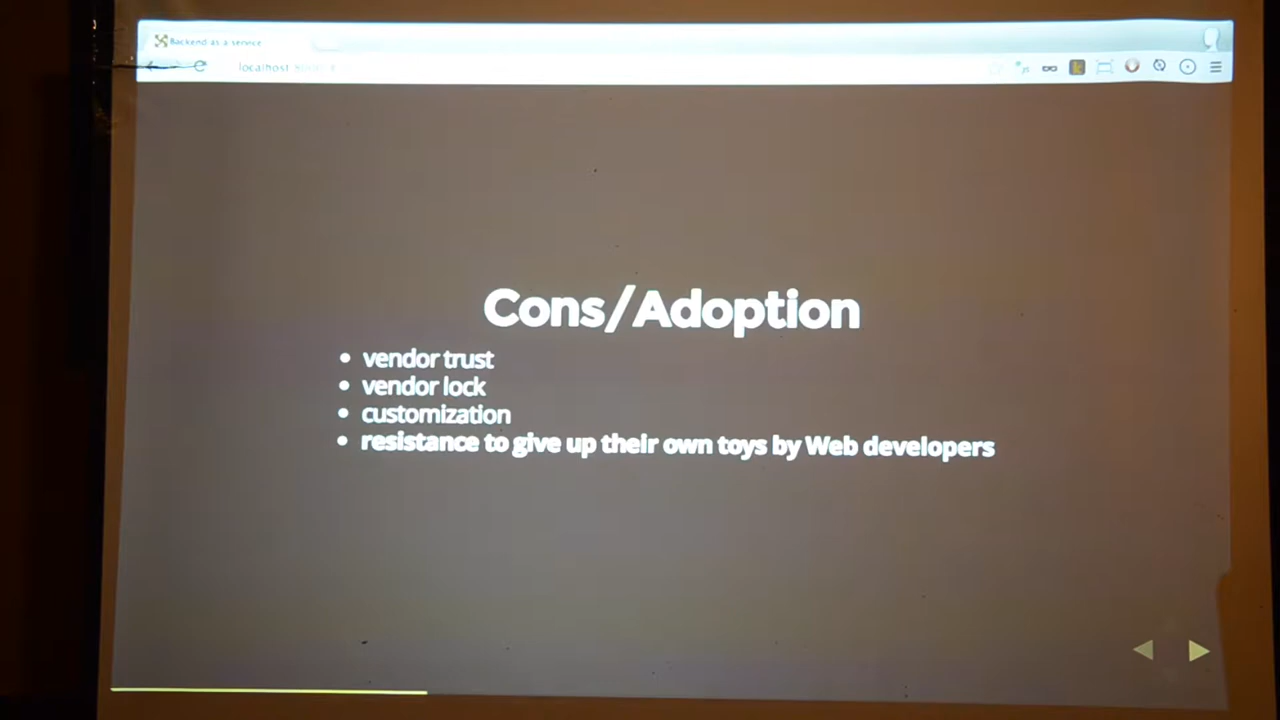 Backend as a service
localhost
Cons/Adoption
vendor trust
vendor lock
customization
resistance to give up their own toys by Web developers